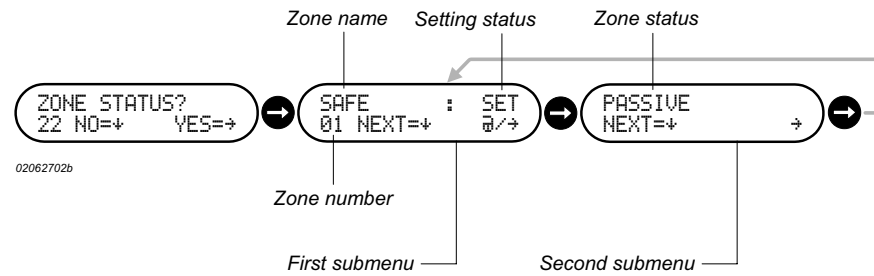 Zone name Setting status Zone status
ZONE STATUS? SAFE : SET PASSIVE
22 NO=↓ YES=→ 01 NEXT=↓ /→ NEXT=↓ →
02062702b
Zone number
First submenu Second submenu